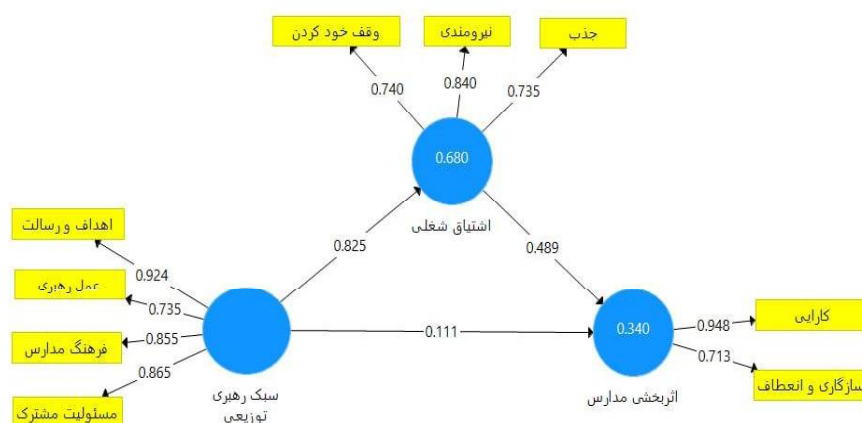 وقف خود کردن
نیرومندی
جذب
0.740
0.840
0.735
0.680
اشتیاق شغلی
0.825
0.489
اهداف و رسالت
0.924
عمل رهبری
0.735
فرهنگ مدارس
0.855
مسئولیت مشترک
0.865
سبک رهبری
توزیعی
0.111
0.340
اثربخشی مدارس
0.948
کارایی
0.713
سازگاری و انعطاف